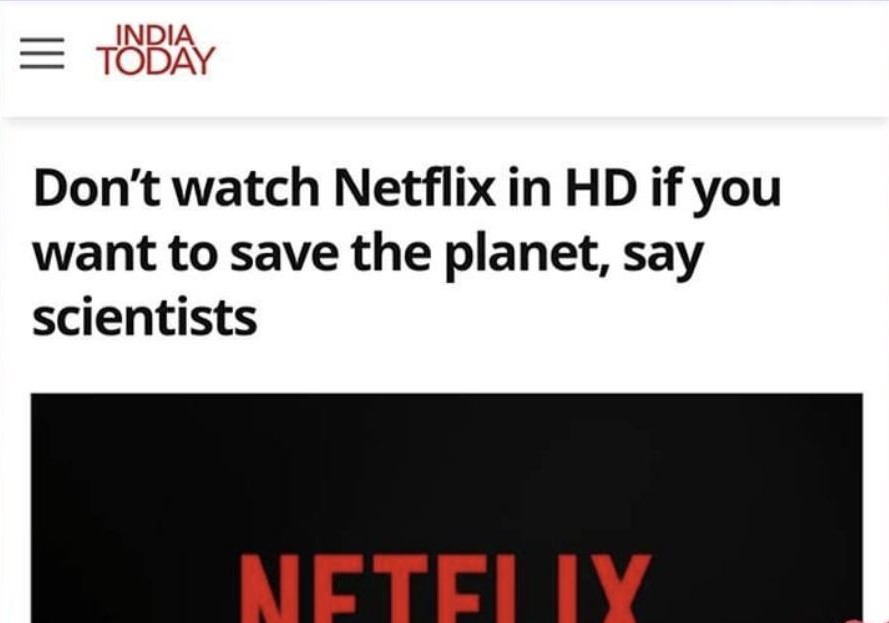 INDIA
TODAY
Don’t watch Netflix in HD if you
want to save the planet, say
scientists
NETFLIX